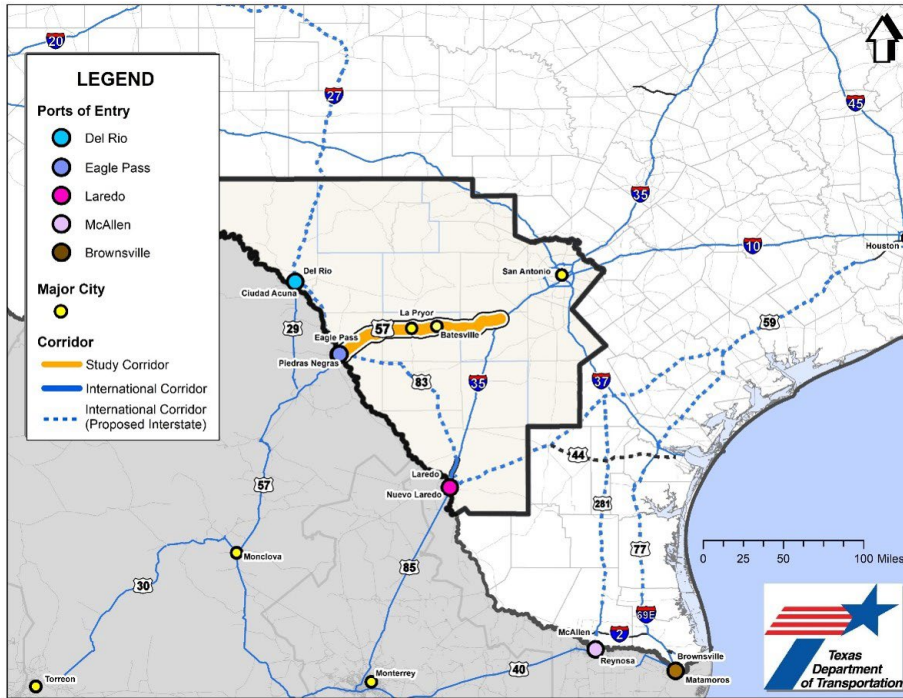 LEGEND
Ports of Entry
Del Rio
Eagle Pass
Laredo
McAllen
Brownsville
Major City
Corridor
Study Corridor
International Corridor
International Corridor
(Proposed Interstate)
20
27
45
35
10
Houston
San Antonio
Del Rio
Ciudad Acuna
La Pryor
59
29
57
Batesville
Eagle Pass
Piedras Negras
83
35
37
44
Laredo
Nuevo Laredo
57
281
77
0 25 50 100 Miles
Monclova
85
30
69E
2
McAllen
Reynosa
Brownsville
Matamoros
40
Torreon
Monterrey
Texas
Department
of Transportation